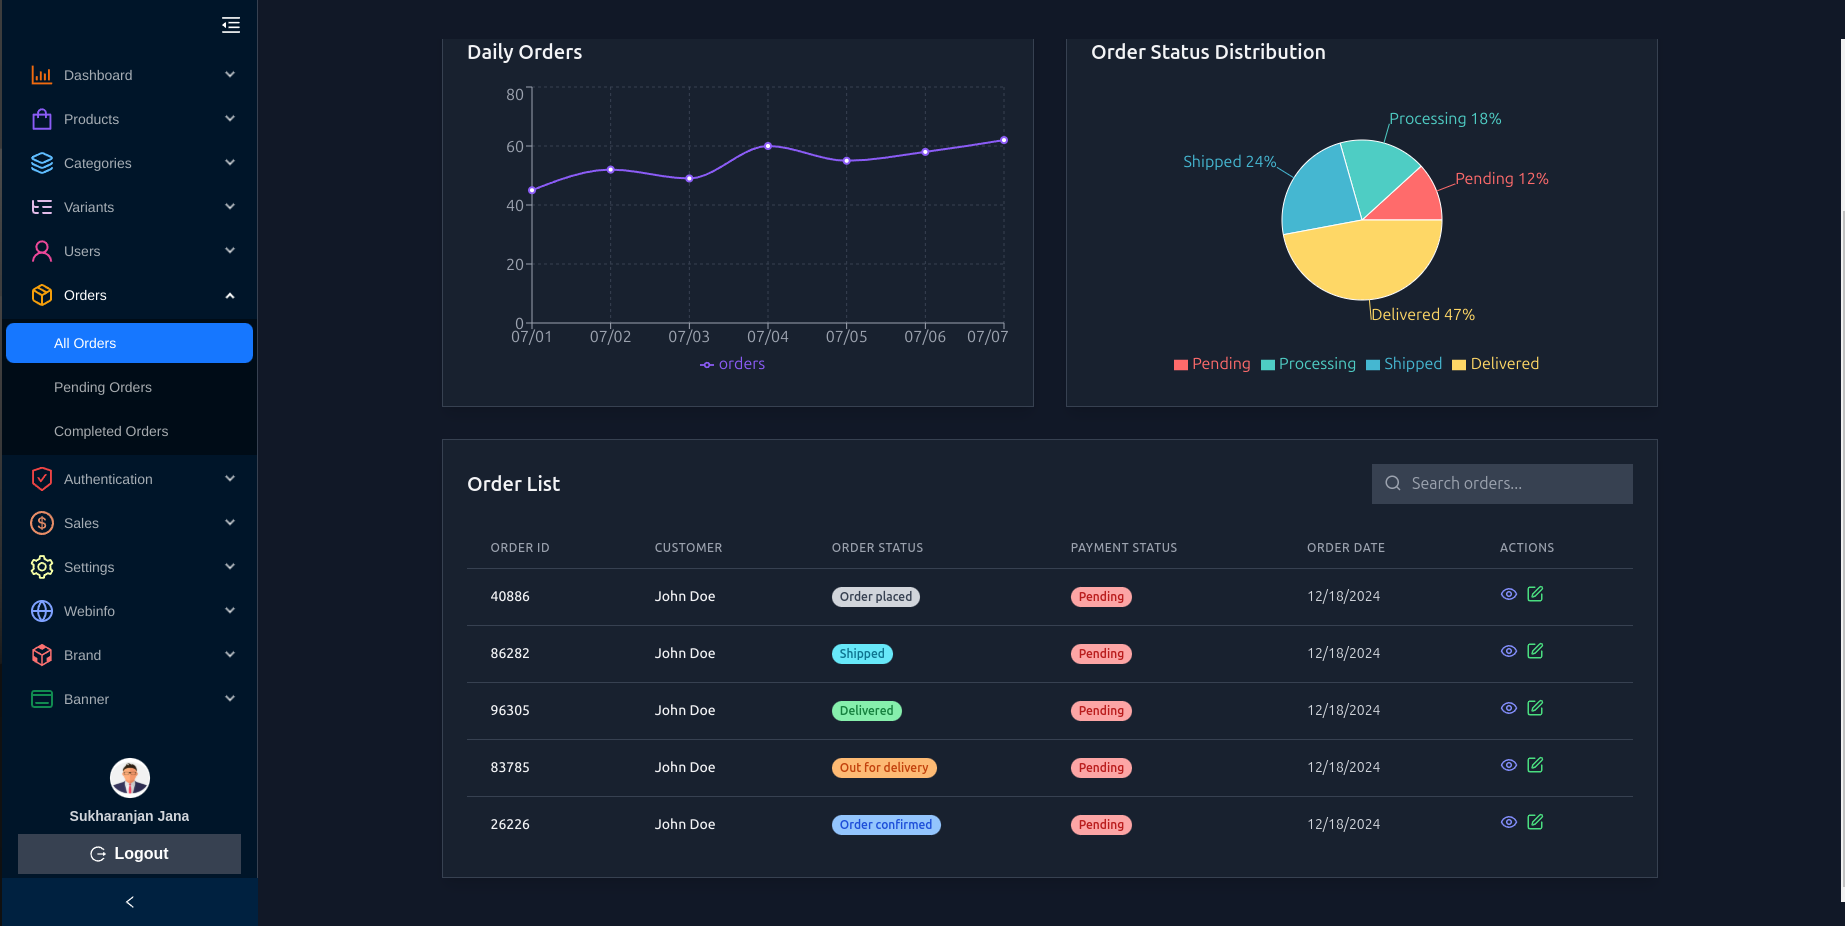 Dashboard
Products
Categories
Variants
Users
Orders
All Orders
Pending Orders
Completed Orders
Authentication
Sales
Settings
Webinfo
Brand
Banner
Sukharanjan Jana
Logout
Daily Orders
80
60
40
20
0
07/01 07/02 07/03 07/04 07/05 07/06 07/07
orders
Order Status Distribution
Processing 18%
Shipped 24%
Pending 12%
Delivered 47%
Pending Processing Shipped Delivered
Order List
Search orders...
ORDER ID CUSTOMER ORDER STATUS PAYMENT STATUS ORDER DATE ACTIONS
40886 John Doe Order placed Pending 12/18/2024
86282 John Doe Shipped Pending 12/18/2024
96305 John Doe Delivered Pending 12/18/2024
83785 John Doe Out for delivery Pending 12/18/2024
26226 John Doe Order confirmed Pending 12/18/2024